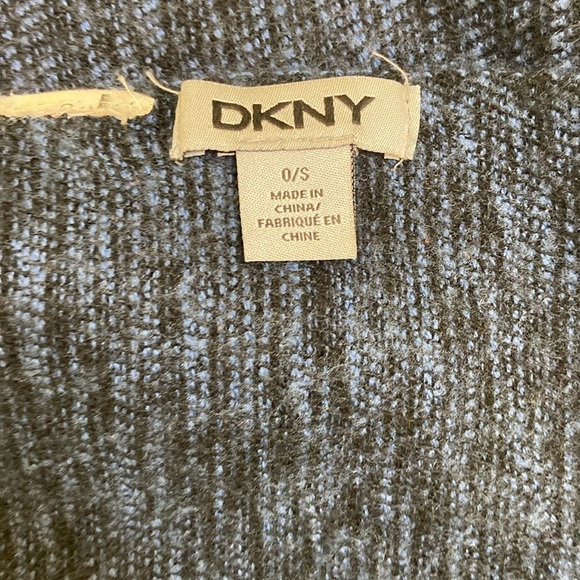 DKNY
O/S
MADE IN
CHINA/
FABRIQUÉ EN
CHINE